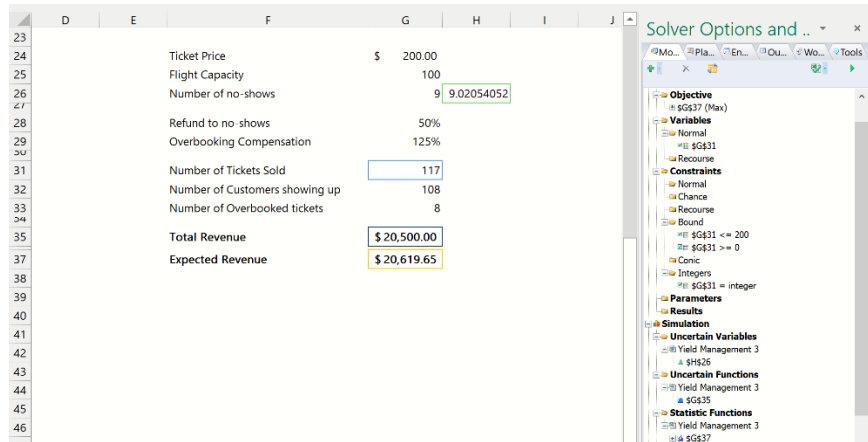 D E F G H I J
Solver Options and ..
Mo... Pla... En... Ou... Wo... Tools
23
24 Ticket Price $ 200.00
25 Flight Capacity 100
26 Number of no-shows 9 9.02054052
27
28 Refund to no-shows 50%
29 Overbooking Compensation 125%
30
31 Number of Tickets Sold 117
32 Number of Customers showing up 108
33 Number of Overbooked tickets 8
34
35 Total Revenue $ 20,500.00
37 Expected Revenue $ 20,619.65
38
39
40
41
42
43
44
45
46
Objective
$G$37 (Max)
Variables
Normal
$G$31
Recourse
Constraints
Normal
Chance
Recourse
Bound
$G$31 <= 200
$G$31 >= 0
Conic
Integers
$G$31 = integer
Parameters
Results
Simulation
Uncertain Variables
Yield Management 3
$H$26
Uncertain Functions
Yield Management 3
$G$35
Statistic Functions
Yield Management 3
$G$37